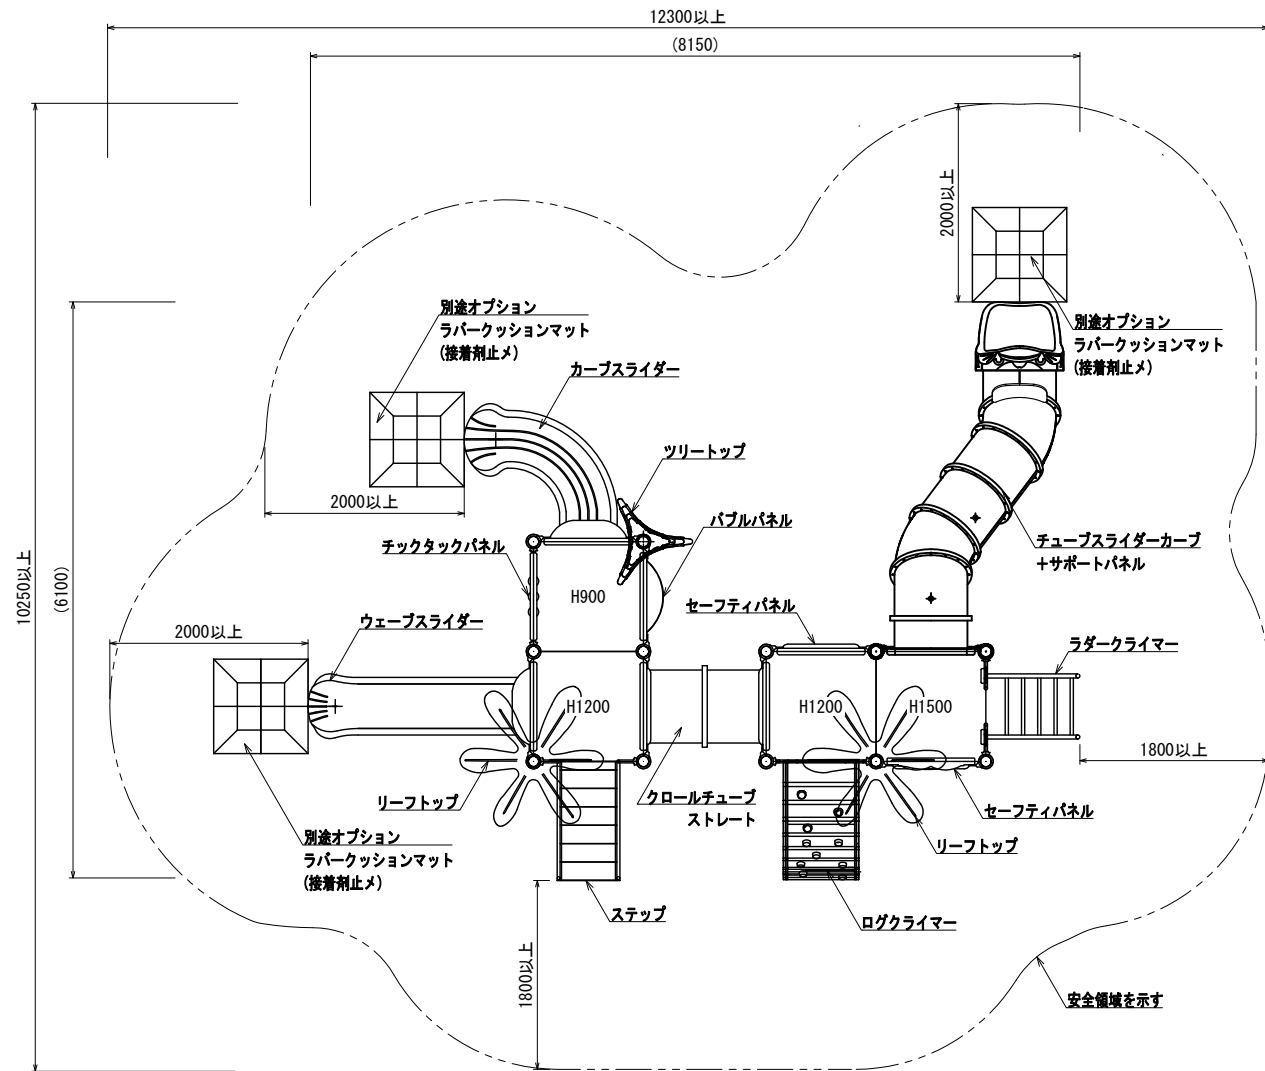 12300以上
(8150)
10250以上
(6100)
2000以上
別途オプション
ラバークッションマット
(接着剤止メ)
別途オプション
ラバークッションマット
(接着剤止メ)
カーブスライダー
ツリートップ
2000以上
バブルパネル
チックタックパネル
チューブスライダーカーブ
+サポートパネル
H900
セーフティパネル
ウェーブスライダー
2000以上
ラダークライマー
H1200
H1200
H1500
1800以上
リーフトップ
クロールチューブ
ストレート
セーフティパネル
別途オプション
ラバークッションマット
(接着剤止メ)
リーフトップ
ステップ
ログクライマー
1800以上
安全領域を示す